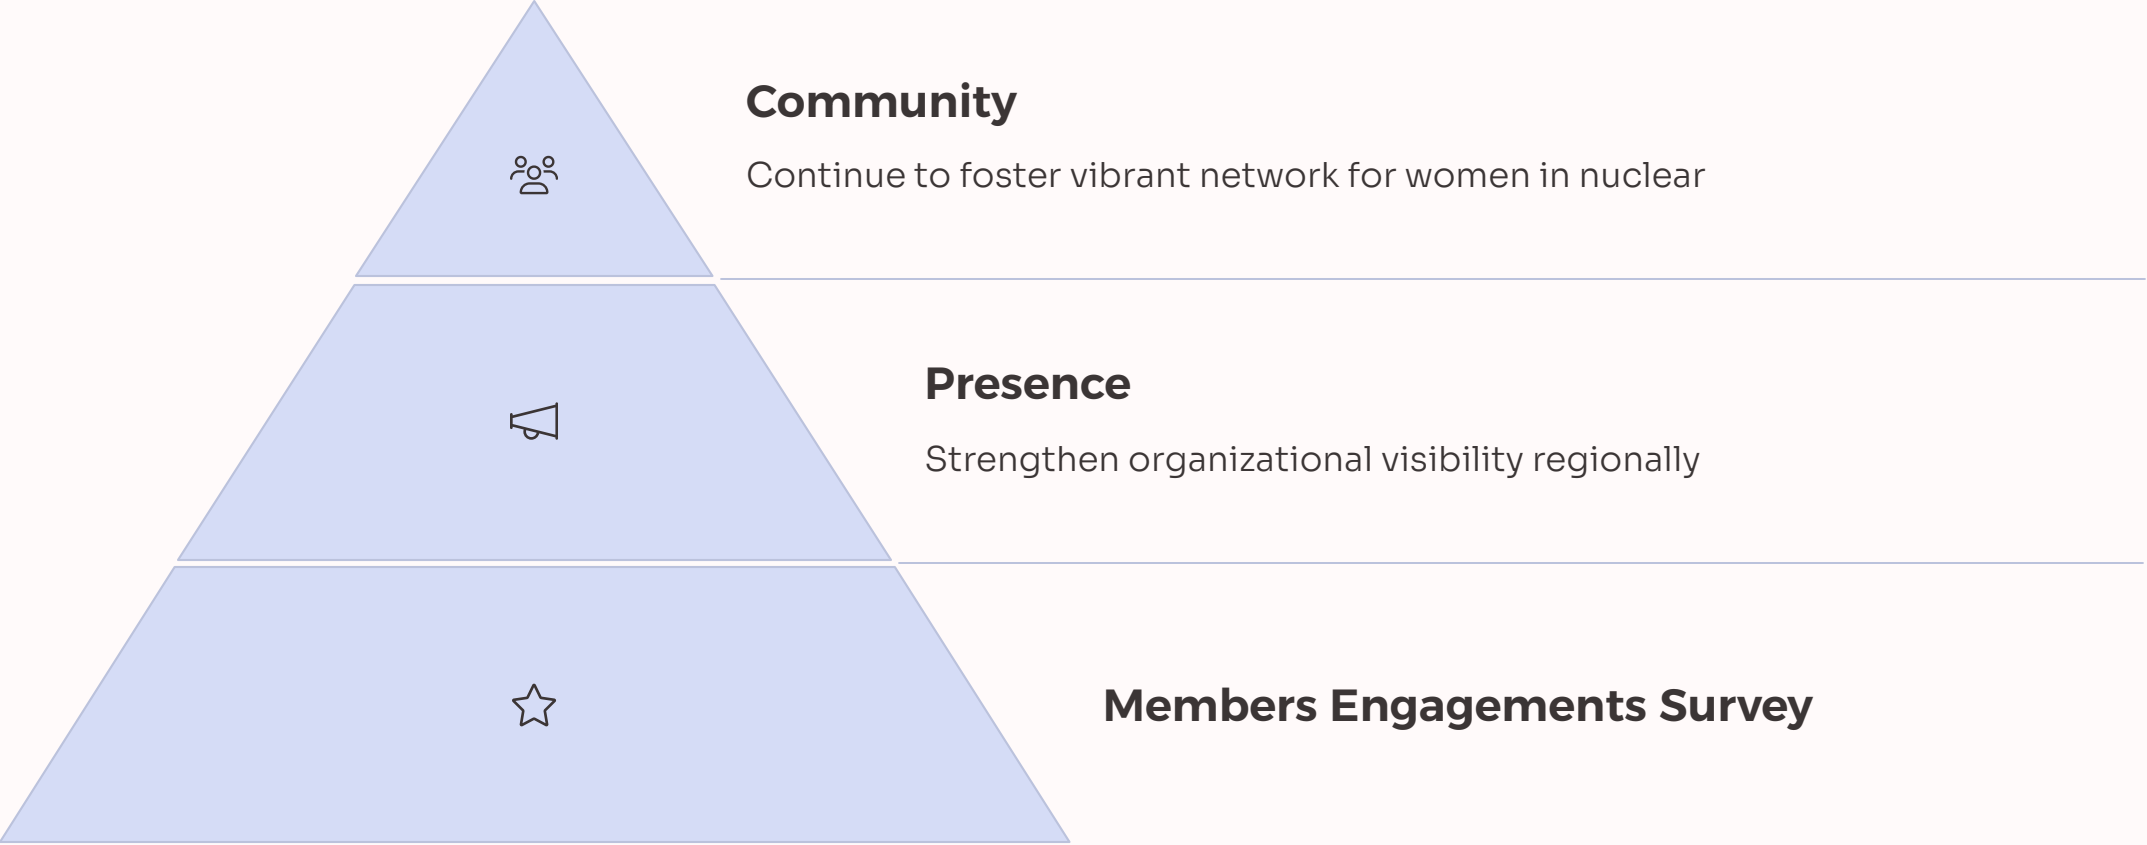 Community
Continue to foster vibrant network for women in nuclear
Presence
Strengthen organizational visibility regionally
Members Engagements Survey